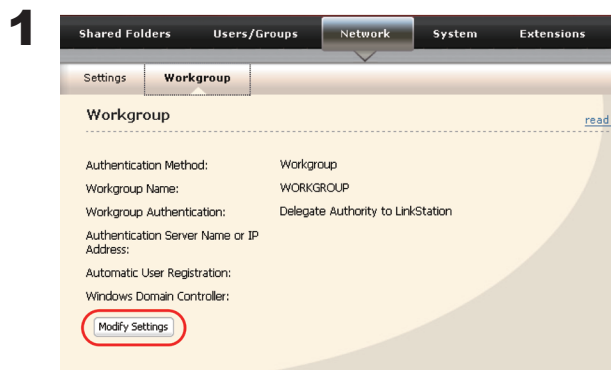 1
Shared Folders Users/Groups Network System Extensions
Settings Workgroup
Workgroup
read
Authentication Method: Workgroup
Workgroup Name: WORKGROUP
Workgroup Authentication: Delegate Authority to LinkStation
Authentication Server Name or IP
Address:
Automatic User Registration:
Windows Domain Controller:
Modify Settings